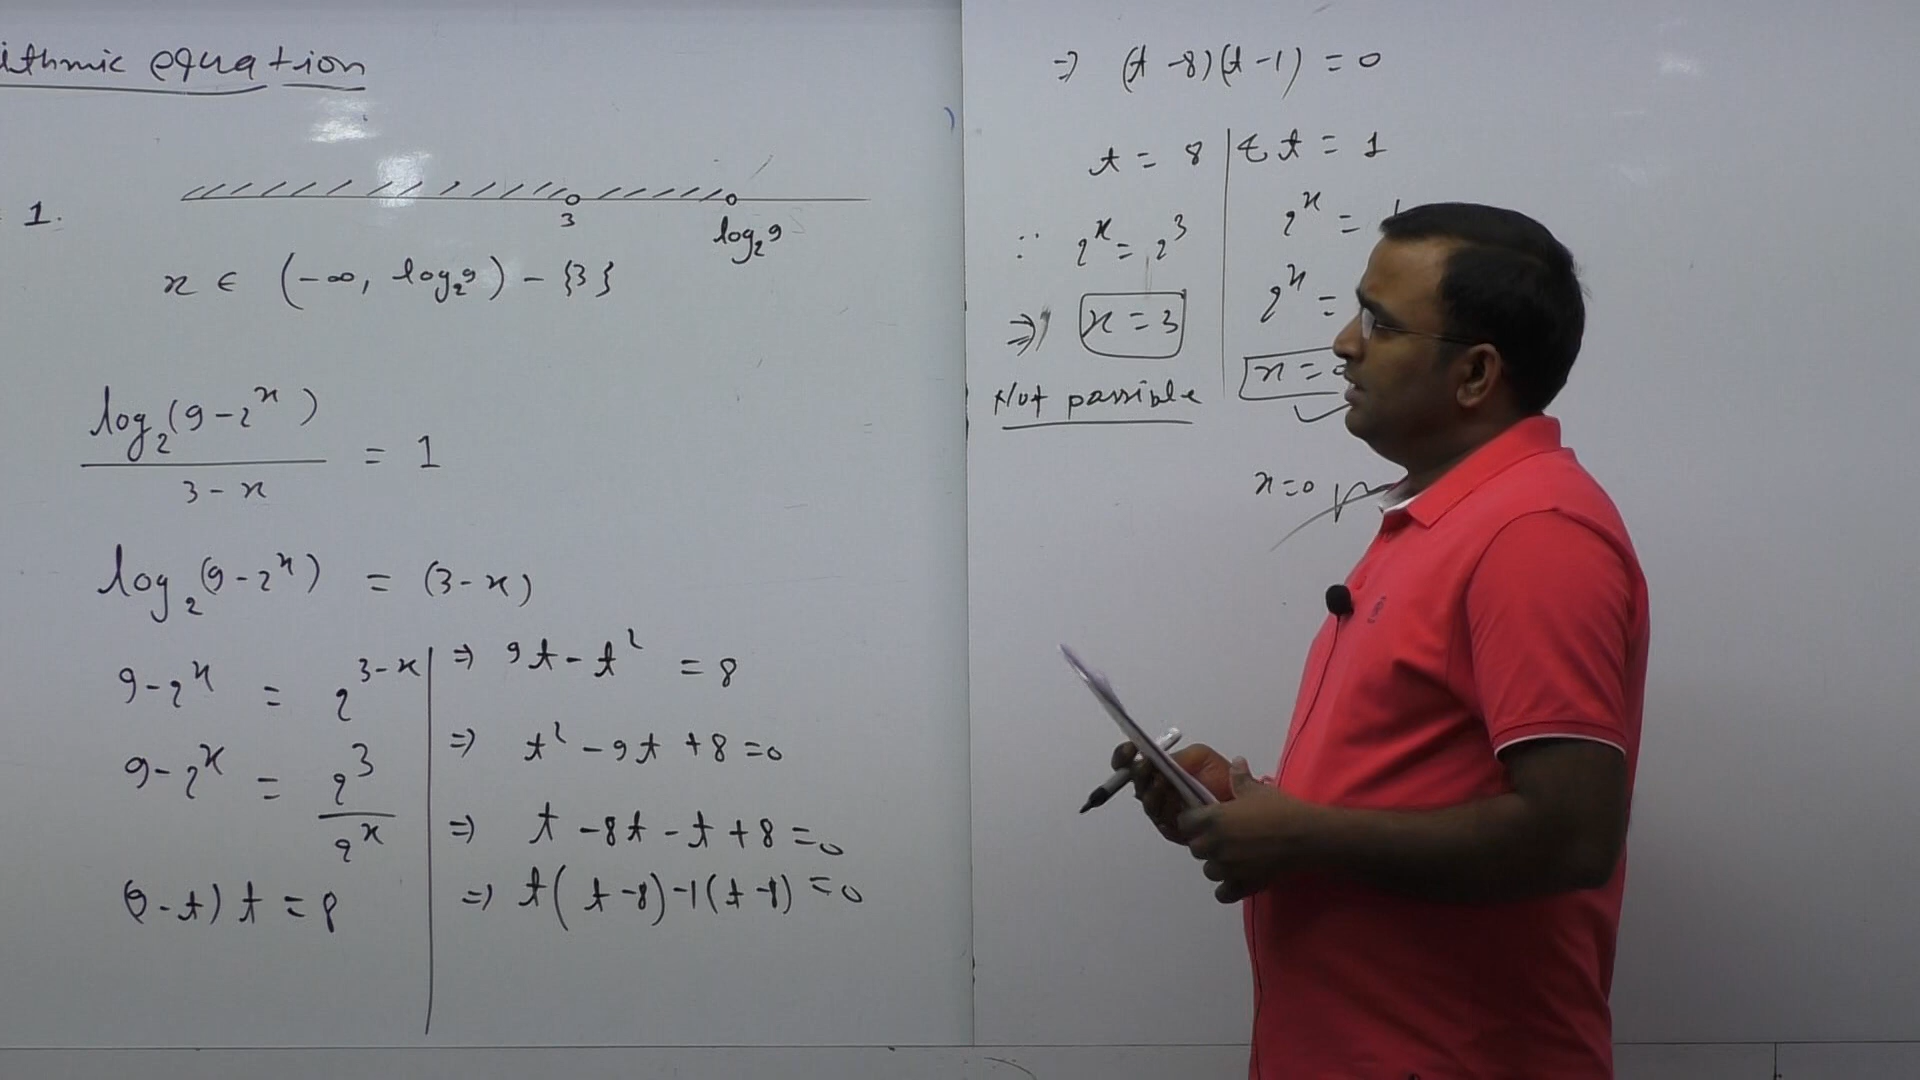 ithmic equation
1.
3
log₂9
x ∈ (-∞, log₂9) - {3}
log₂(9-2ˣ) / 3-x = 1
log₂(9-2ˣ) = (3-x)
9-2ˣ = 2³⁻ˣ
9-2ˣ = 2³ / 2ˣ
(9-t) t = 8
⇒ 9t - t² = 8
⇒ t² - 9t + 8 = 0
⇒ t - 8t - t + 8 = 0
⇒ t(t-8) -1(t-8) = 0
⇒ (t-8)(t-1) = 0
t = 8 | & t = 1
∵ 2ˣ = 2³
⇒ x = 3
Not possible
2ˣ =
2ˣ =
x =
x=0